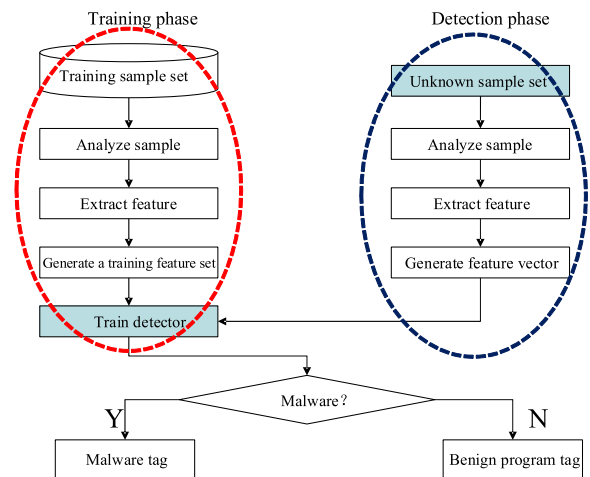 Training phase
Detection phase
Training sample set
Unknown sample set
Analyze sample
Analyze sample
Extract feature
Extract feature
Generate a training feature set
Generate feature vector
Train detector
Malware?
Y
N
Malware tag
Benign program tag